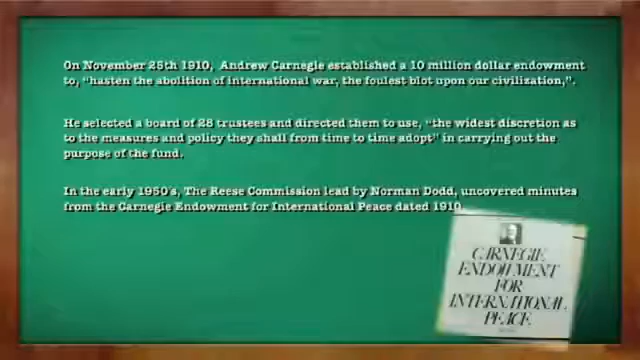 On November 25th 1910, Andrew Carnegie established a 10 million dollar endowment
to, "hasten the abolition of international war, the foulest blot upon our civilization,".
He selected a board of 28 trustees and directed them to use, "the widest discretion as
to the measures and policy they shall from time to time adopt" in carrying out the
purpose of the fund.
In the early 1950's, The Reese Commission lead by Norman Dodd, uncovered minutes
from the Carnegie Endowment for International Peace dated 1910.
CARNEGIE
ENDOWMENT
FOR
INTERNATIONAL
PEACE